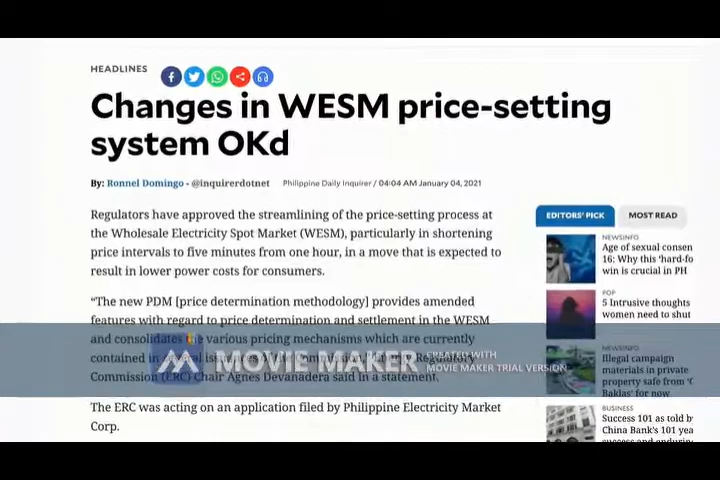 HEADLINES
Changes in WESM price-setting
system OKd
By: Ronnel Domingo - @inquirerdotnet Philippine Daily Inquirer / 04:04 AM January 04, 2021
Regulators have approved the streamlining of the price-setting process at
the Wholesale Electricity Spot Market (WESM), particularly in shortening
price intervals to five minutes from one hour, in a move that is expected to
result in lower power costs for consumers.
“The new PDM [price determination methodology] provides amended
features with regard to price determination and settlement in the WESM
and consolidates the various pricing mechanisms which are currently
contained in
Regulatory
Commission (ERC) Chair Agnes Devanadera said in a statement.
The ERC was acting on an application filed by Philippine Electricity Market
Corp.
EDITORS' PICK MOST READ
NEWSINFO
Age of sexual consen
16: Why this ‘hard-fo
win is crucial in PH
POP
5 Intrusive thoughts
women need to shut
NEWSINFO
Illegal campaign
materials in private
property safe from
Baklas’ for now
BUSINESS
Success 101 as told b
China Bank's 101 yea
success and
MOVIE MAKER
CREATED WITH
MOVIE MAKER TRIAL VERSION